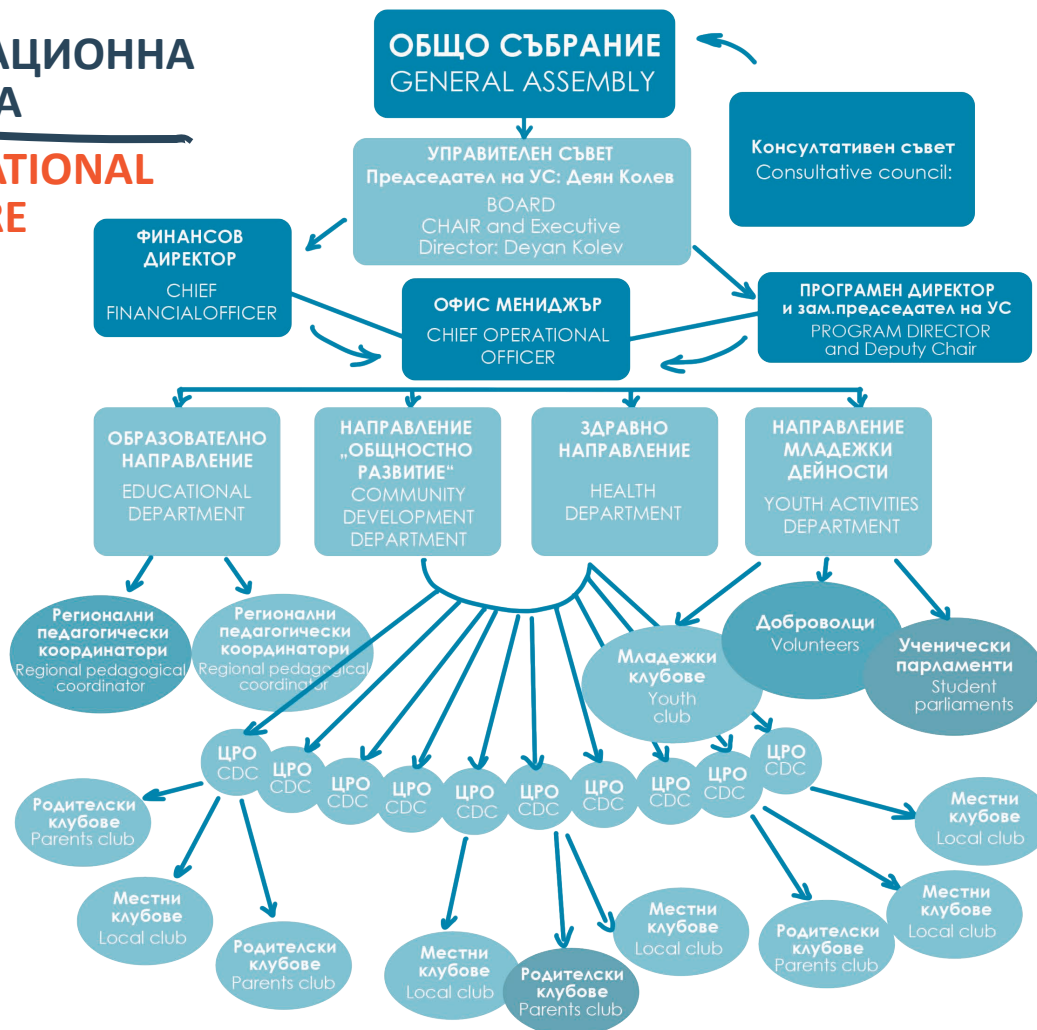 АЦИОННА
А
ATIONAL
RE
ОБЩО СЪБРАНИЕ
GENERAL ASSEMBLY
Консултативен съвет
Consultative council:
УПРАВИТЕЛЕН СЪВЕТ
Председател на УС: Деян Колев
BOARD
CHAIR and Executive
Director: Deyan Kolev
ФИНАНСОВ
ДИРЕКТОР
CHIEF
FINANCIALOFFICER
ОФИС МЕНИДЖЪР
CHIEF OPERATIONAL
OFFICER
ПРОГРАМЕН ДИРЕКТОР
и зам.председател на УС
PROGRAM DIRECTOR
and Deputy Chair
ОБРАЗОВАТЕЛНО
НАПРАВЛЕНИЕ
EDUCATIONAL
DEPARTMENT
НАПРАВЛЕНИЕ
„ОБЩНОСТНО
РАЗВИТИЕ“
COMMUNITY
DEVELOPMENT
DEPARTMENT
ЗДРАВНО
НАПРАВЛЕНИЕ
HEALTH
DEPARTMENT
НАПРАВЛЕНИЕ
МЛАДЕЖКИ
ДЕЙНОСТИ
YOUTH ACTIVITIES
DEPARTMENT
Регионални
педагогически
координатори
Regional pedagogical
coordinator
Регионални
педагогически
координатори
Regional pedagogical
coordinator
Младежки
клубове
Youth
club
Доброволци
Volunteers
Ученически
парламенти
Student
parliaments
ЦРО
CDC
ЦРО
CDC
ЦРО
CDC
ЦРО
CDC
ЦРО
CDC
ЦРО
CDC
ЦРО
CDC
ЦРО
CDC
ЦРО
CDC
ЦРО
CDC
Родителски
клубове
Parents club
Местни
клубове
Local club
Родителски
клубове
Parents club
Местни
клубове
Local club
Родителски
клубове
Parents club
Местни
клубове
Local club
Родителски
клубове
Parents club
Местни
клубове
Local club
Местни
клубове
Local club